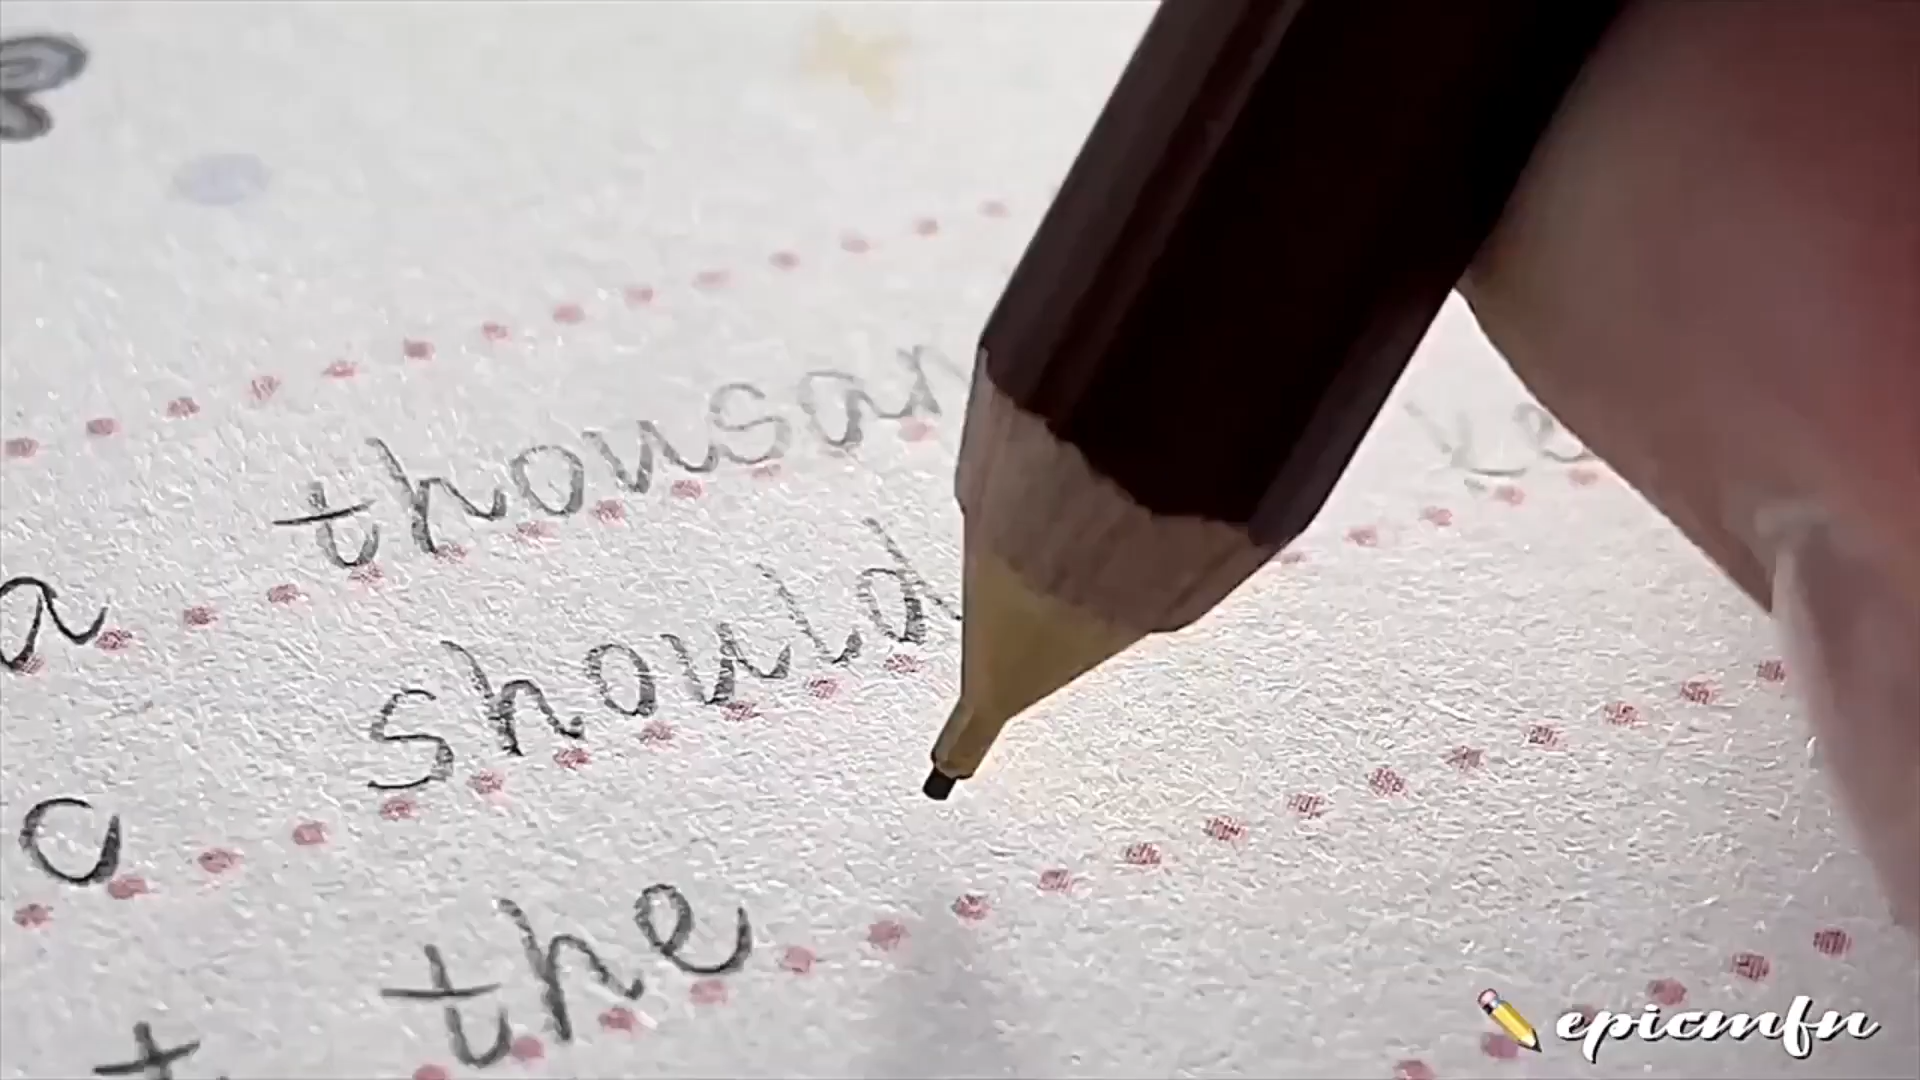 a thousan
a should
t the
epicmfn